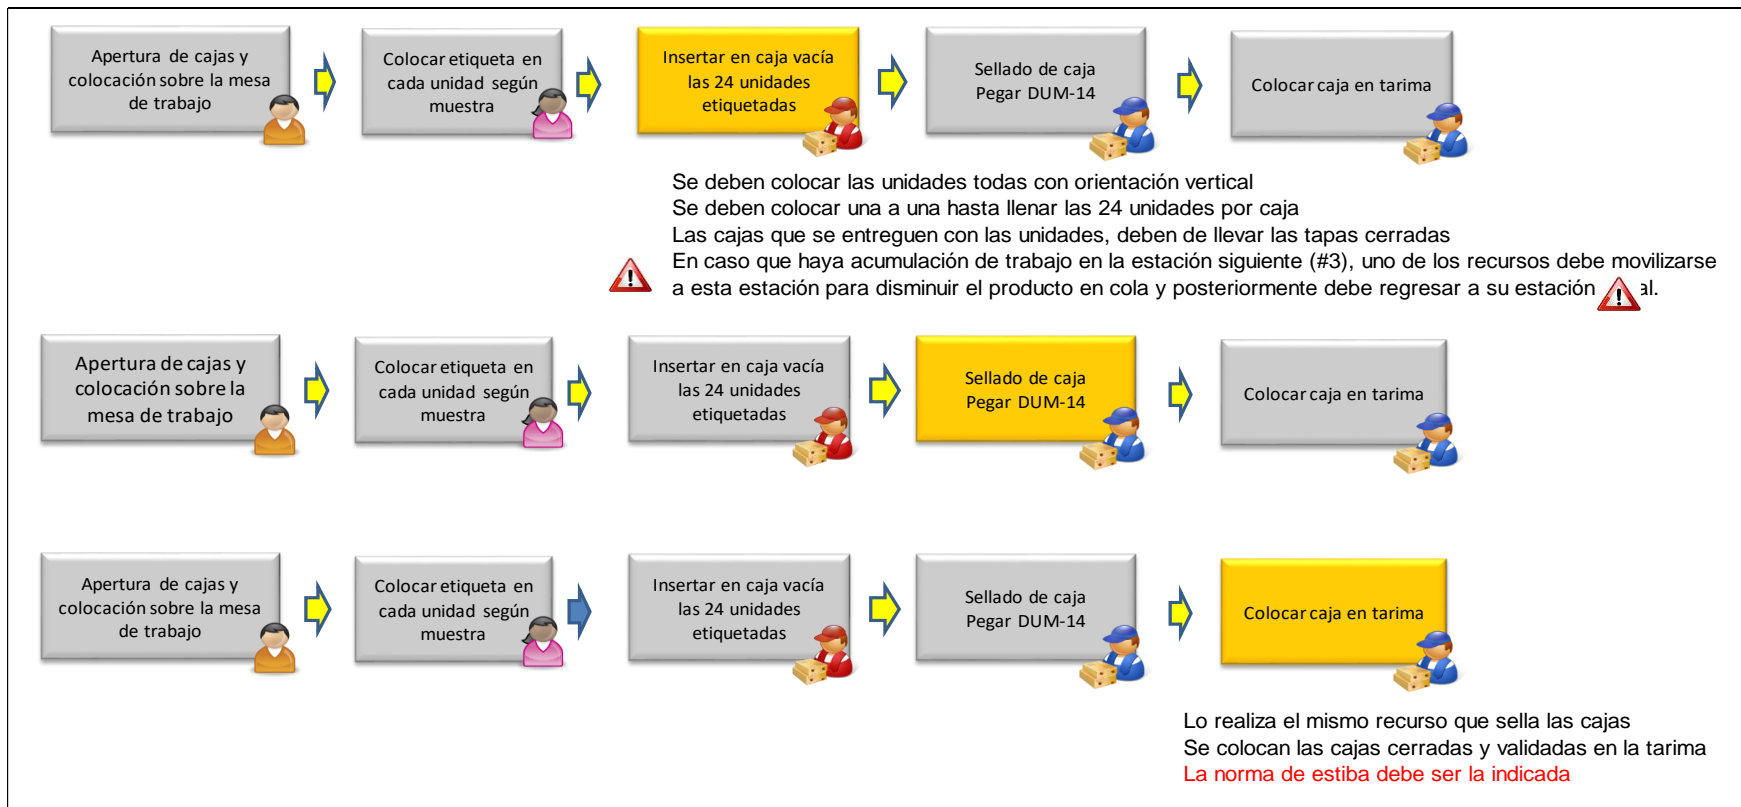 Apertura de cajas y
colocación sobre la mesa
de trabajo
Colocar etiqueta en
cada unidad según
muestra
Insertar en caja vacía
las 24 unidades
etiquetadas
Sellado de caja
Pegar DUM-14
Colocar caja en tarima
Se deben colocar las unidades todas con orientación vertical
Se deben colocar una a una hasta llenar las 24 unidades por caja
Las cajas que se entreguen con las unidades, deben de llevar las tapas cerradas
En caso que haya acumulación de trabajo en la estación siguiente (#3), uno de los recursos debe movilizarse
a esta estación para disminuir el producto en cola y posteriormente debe regresar a su estación al.
Apertura de cajas y
colocación sobre la
mesa de trabajo
Colocar etiqueta en
cada unidad según
muestra
Insertar en caja vacía
las 24 unidades
etiquetadas
Sellado de caja
Pegar DUM-14
Colocar caja en tarima
Apertura de cajas y
colocación sobre la mesa
de trabajo
Colocar etiqueta en
cada unidad según
muestra
Insertar en caja vacía
las 24 unidades
etiquetadas
Sellado de caja
Pegar DUM-14
Colocar caja en tarima
Lo realiza el mismo recurso que sella las cajas
Se colocan las cajas cerradas y validadas en la tarima
La norma de estiba debe ser la indicada